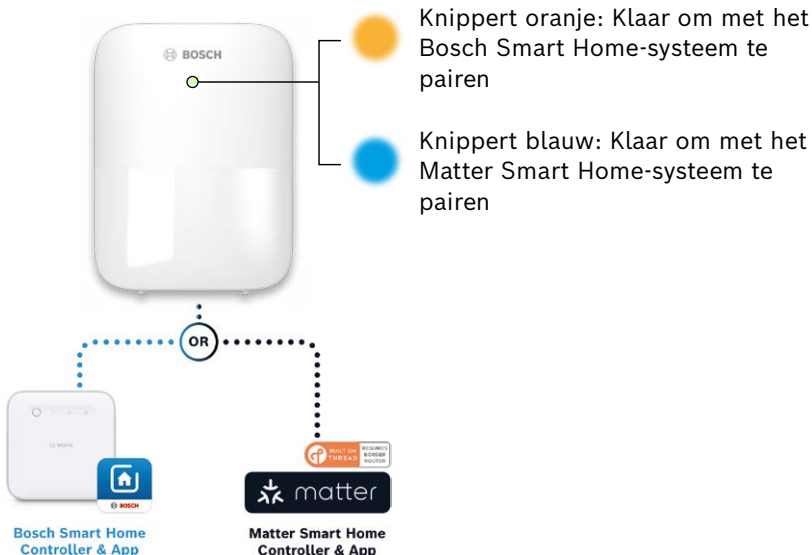 BOSCH
Knippert oranje: Klaar om met het
Bosch Smart Home-systeem te
pairen
Knippert blauw: Klaar om met het
Matter Smart Home-systeem te
pairen
OR
BOSCH
BUILT ON
THREAD
REQUIRES
BORDER
ROUTER
matter
BOSCH
Bosch Smart Home
Controller & App
Matter Smart Home
Controller & App